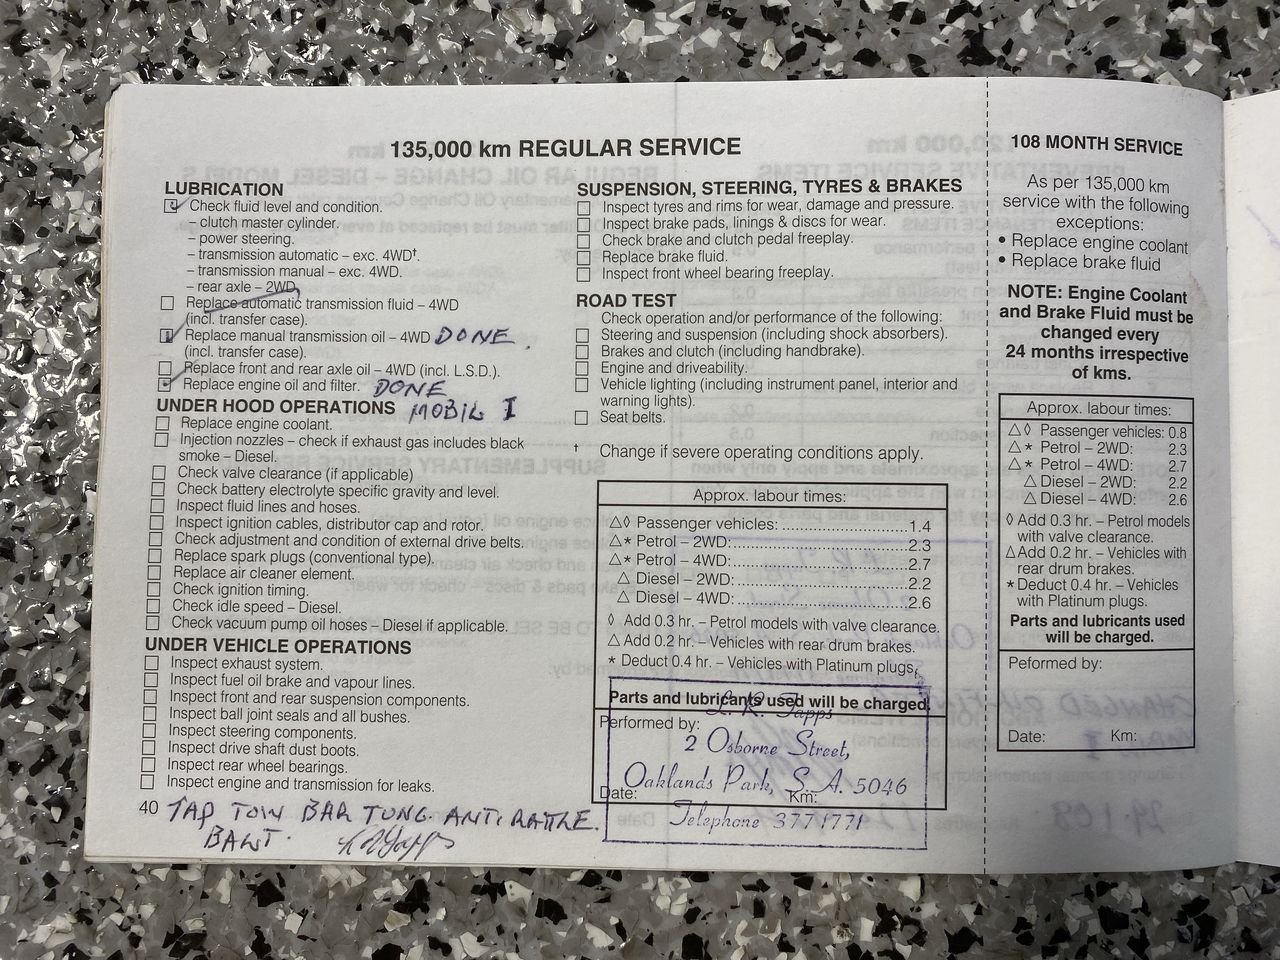 135,000 km REGULAR SERVICE
LUBRICATION
Check fluid level and condition.
– clutch master cylinder.
– power steering.
– transmission automatic – exc. 4WD†.
– transmission manual – exc. 4WD.
– rear axle – 2WD.
Replace automatic transmission fluid – 4WD
(incl. transfer case).
Replace manual transmission oil – 4WD DONE.
(incl. transfer case).
Replace front and rear axle oil – 4WD (incl. L.S.D.).
Replace engine oil and filter. DONE
MOBIL 1
UNDER HOOD OPERATIONS
Replace engine coolant.
Injection nozzles – check if exhaust gas includes black
smoke – Diesel.
Check valve clearance (if applicable)
Check battery electrolyte specific gravity and level.
Inspect fluid lines and hoses.
Inspect ignition cables, distributor cap and rotor.
Check adjustment and condition of external drive belts.
Replace spark plugs (conventional type).
Replace air cleaner element.
Check ignition timing.
Check idle speed – Diesel.
Check vacuum pump oil hoses – Diesel if applicable.
UNDER VEHICLE OPERATIONS
Inspect exhaust system.
Inspect fuel oil brake and vapour lines.
Inspect front and rear suspension components.
Inspect ball joint seals and all bushes.
Inspect steering components.
Inspect drive shaft dust boots.
Inspect rear wheel bearings.
Inspect engine and transmission for leaks.
40
TAP TOW BAR TUNG ANTI RATTLE.
SUSPENSION, STEERING, TYRES & BRAKES
Inspect tyres and rims for wear, damage and pressure.
Inspect brake pads, linings & discs for wear.
Check brake and clutch pedal freeplay.
Replace brake fluid.
Inspect front wheel bearing freeplay.
ROAD TEST
Check operation and/or performance of the following:
Steering and suspension (including shock absorbers).
Brakes and clutch (including handbrake).
Engine and driveability.
Vehicle lighting (including instrument panel, interior and
warning lights).
Seat belts.
† Change if severe operating conditions apply.
Approx. labour times:
△◊ Passenger vehicles: 1.4
△* Petrol – 2WD: 2.3
△* Petrol – 4WD: 2.7
△ Diesel – 2WD: 2.2
△ Diesel – 4WD: 2.6
◊ Add 0.3 hr. – Petrol models with valve clearance.
△ Add 0.2 hr. – Vehicles with rear drum brakes.
* Deduct 0.4 hr. – Vehicles with Platinum plugs.
Parts and lubricants used will be charged.
L. R. Tapps
Performed by:
2 Osborne Street,
Oaklands Park, S.A. 5046
Date: Km:
Telephone 3771771
108 MONTH SERVICE
As per 135,000 km
service with the following
exceptions:
• Replace engine coolant
• Replace brake fluid
NOTE: Engine Coolant
and Brake Fluid must be
changed every
24 months irrespective
of kms.
Approx. labour times:
△◊ Passenger vehicles: 0.8
△* Petrol – 2WD: 2.3
△* Petrol – 4WD: 2.7
△ Diesel – 2WD: 2.2
△ Diesel – 4WD: 2.6
◊ Add 0.3 hr. – Petrol models
with valve clearance.
△Add 0.2 hr. – Vehicles with
rear drum brakes.
* Deduct 0.4 hr. – Vehicles
with Platinum plugs.
Parts and lubricants used
will be charged.
Peformed by:
Date: Km: